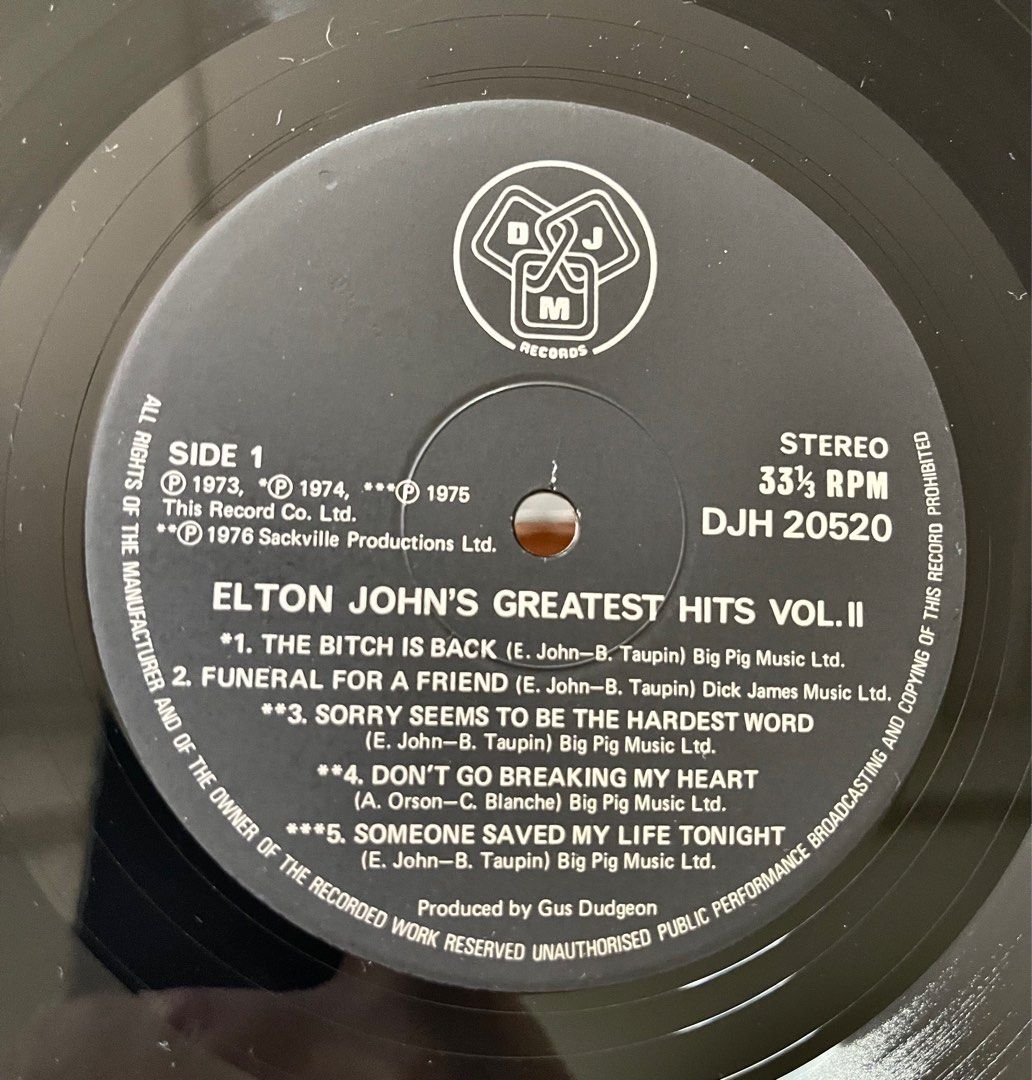 D J
M
RECORDS
SIDE 1
℗ 1973, *℗ 1974, ***℗ 1975
This Record Co. Ltd.
**℗ 1976 Sackville Productions Ltd.
STEREO
33⅓ RPM
DJH 20520
ELTON JOHN'S GREATEST HITS VOL.II
*1. THE BITCH IS BACK (E. John–B. Taupin) Big Pig Music Ltd.
2. FUNERAL FOR A FRIEND (E. John–B. Taupin) Dick James Music Ltd.
**3. SORRY SEEMS TO BE THE HARDEST WORD
(E. John–B. Taupin) Big Pig Music Ltd.
**4. DON'T GO BREAKING MY HEART
(A. Orson–C. Blanche) Big Pig Music Ltd.
***5. SOMEONE SAVED MY LIFE TONIGHT
(E. John–B. Taupin) Big Pig Music Ltd.
Produced by Gus Dudgeon
ALL RIGHTS OF THE MANUFACTURER AND OF THE OWNER OF THE RECORDED WORK RESERVED UNAUTHORISED PUBLIC PERFORMANCE BROADCASTING AND COPYING OF THIS RECORD PROHIBITED